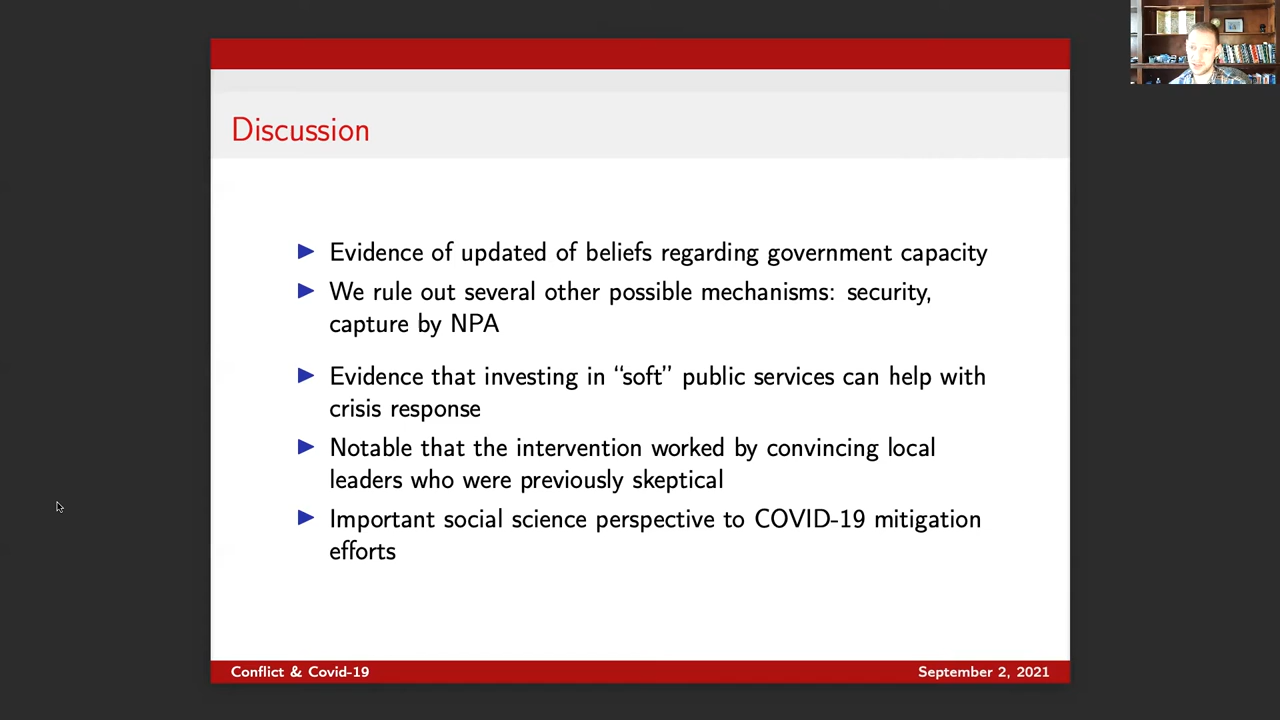 Discussion
▶ Evidence of updated of beliefs regarding government capacity
▶ We rule out several other possible mechanisms: security,
capture by NPA
▶ Evidence that investing in “soft” public services can help with
crisis response
▶ Notable that the intervention worked by convincing local
leaders who were previously skeptical
▶ Important social science perspective to COVID-19 mitigation
efforts
Conflict & Covid-19
September 2, 2021